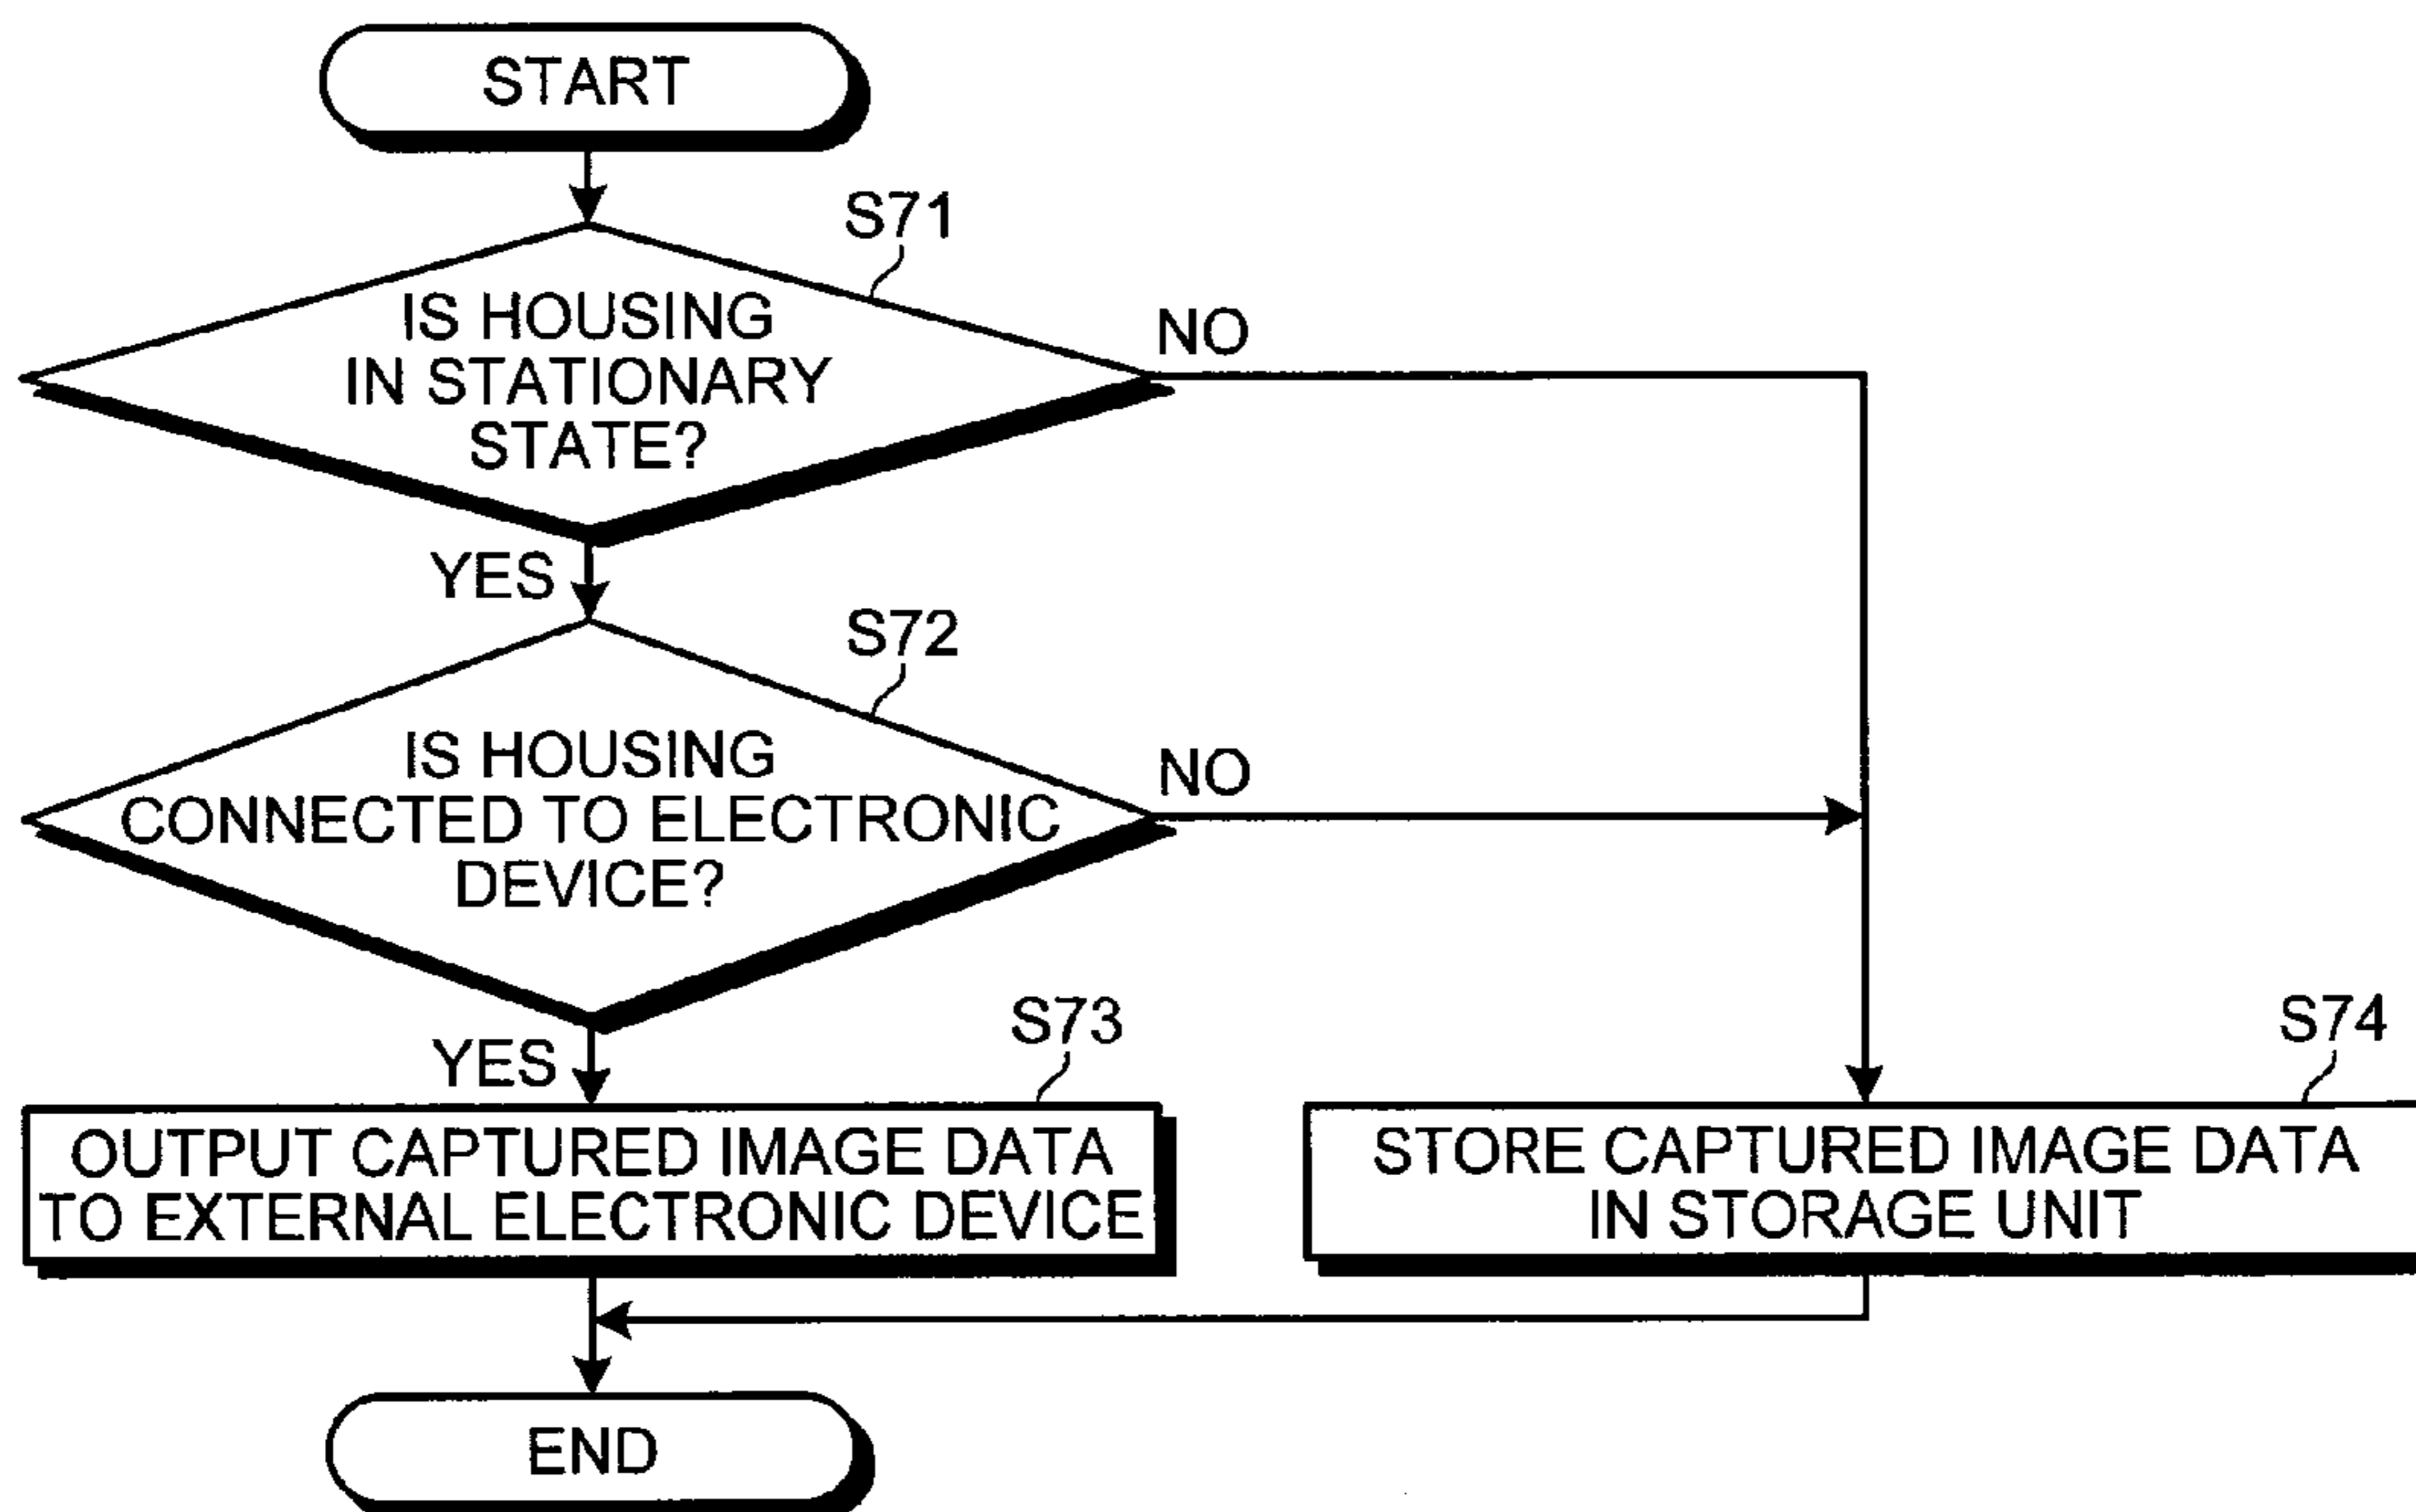 START
S71
IS HOUSING
IN STATIONARY
STATE?
NO
YES
S72
IS HOUSING
CONNECTED TO ELECTRONIC
DEVICE?
NO
YES
S73
OUTPUT CAPTURED IMAGE DATA
TO EXTERNAL ELECTRONIC DEVICE
S74
STORE CAPTURED IMAGE DATA
IN STORAGE UNIT
END